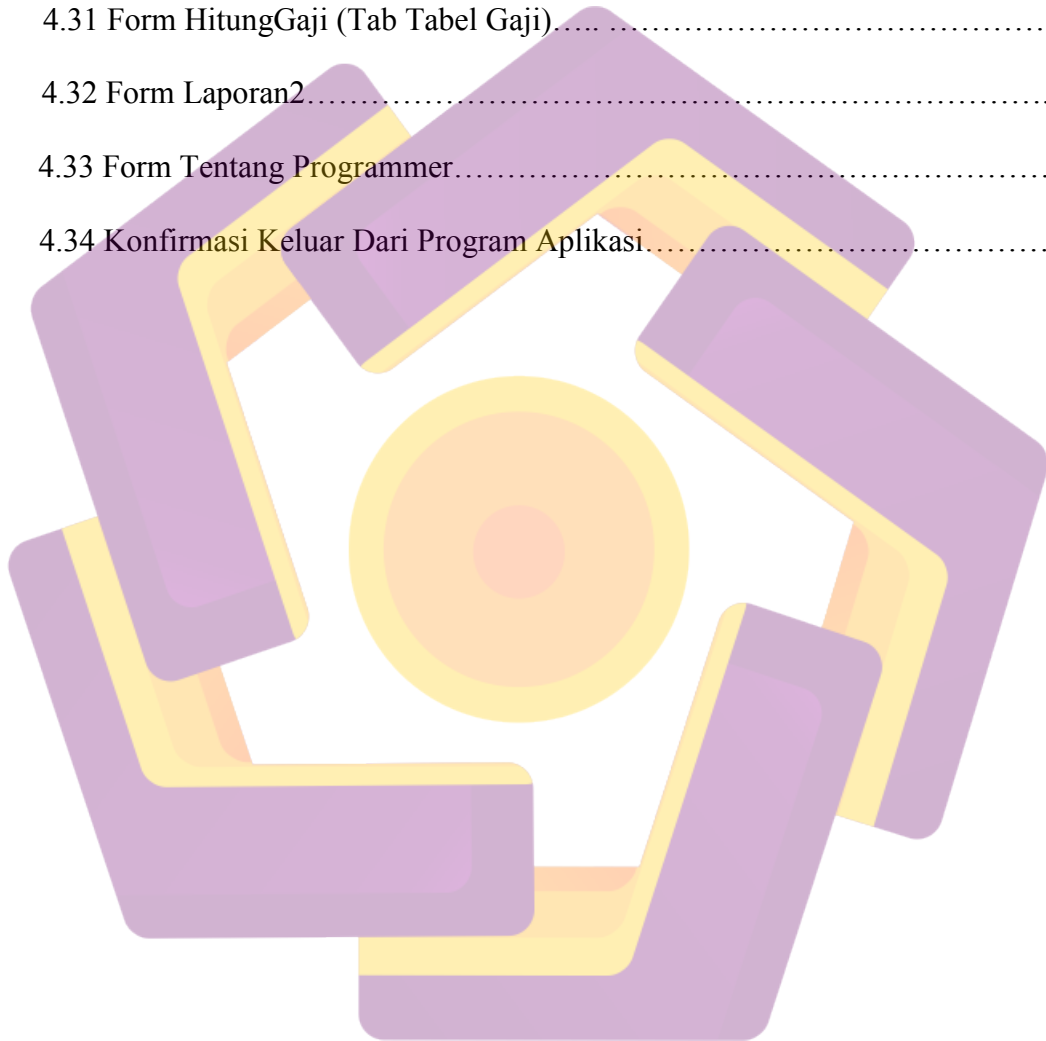 4.31 Form HitungGaji (Tab Tabel Gaji)….. …………………………………
4.32 Form Laporan2……………………………………………………………
4.33 Form Tentang Programmer………………………………………………
4.34 Konfirmasi Keluar Dari Program Aplikasi………………………………